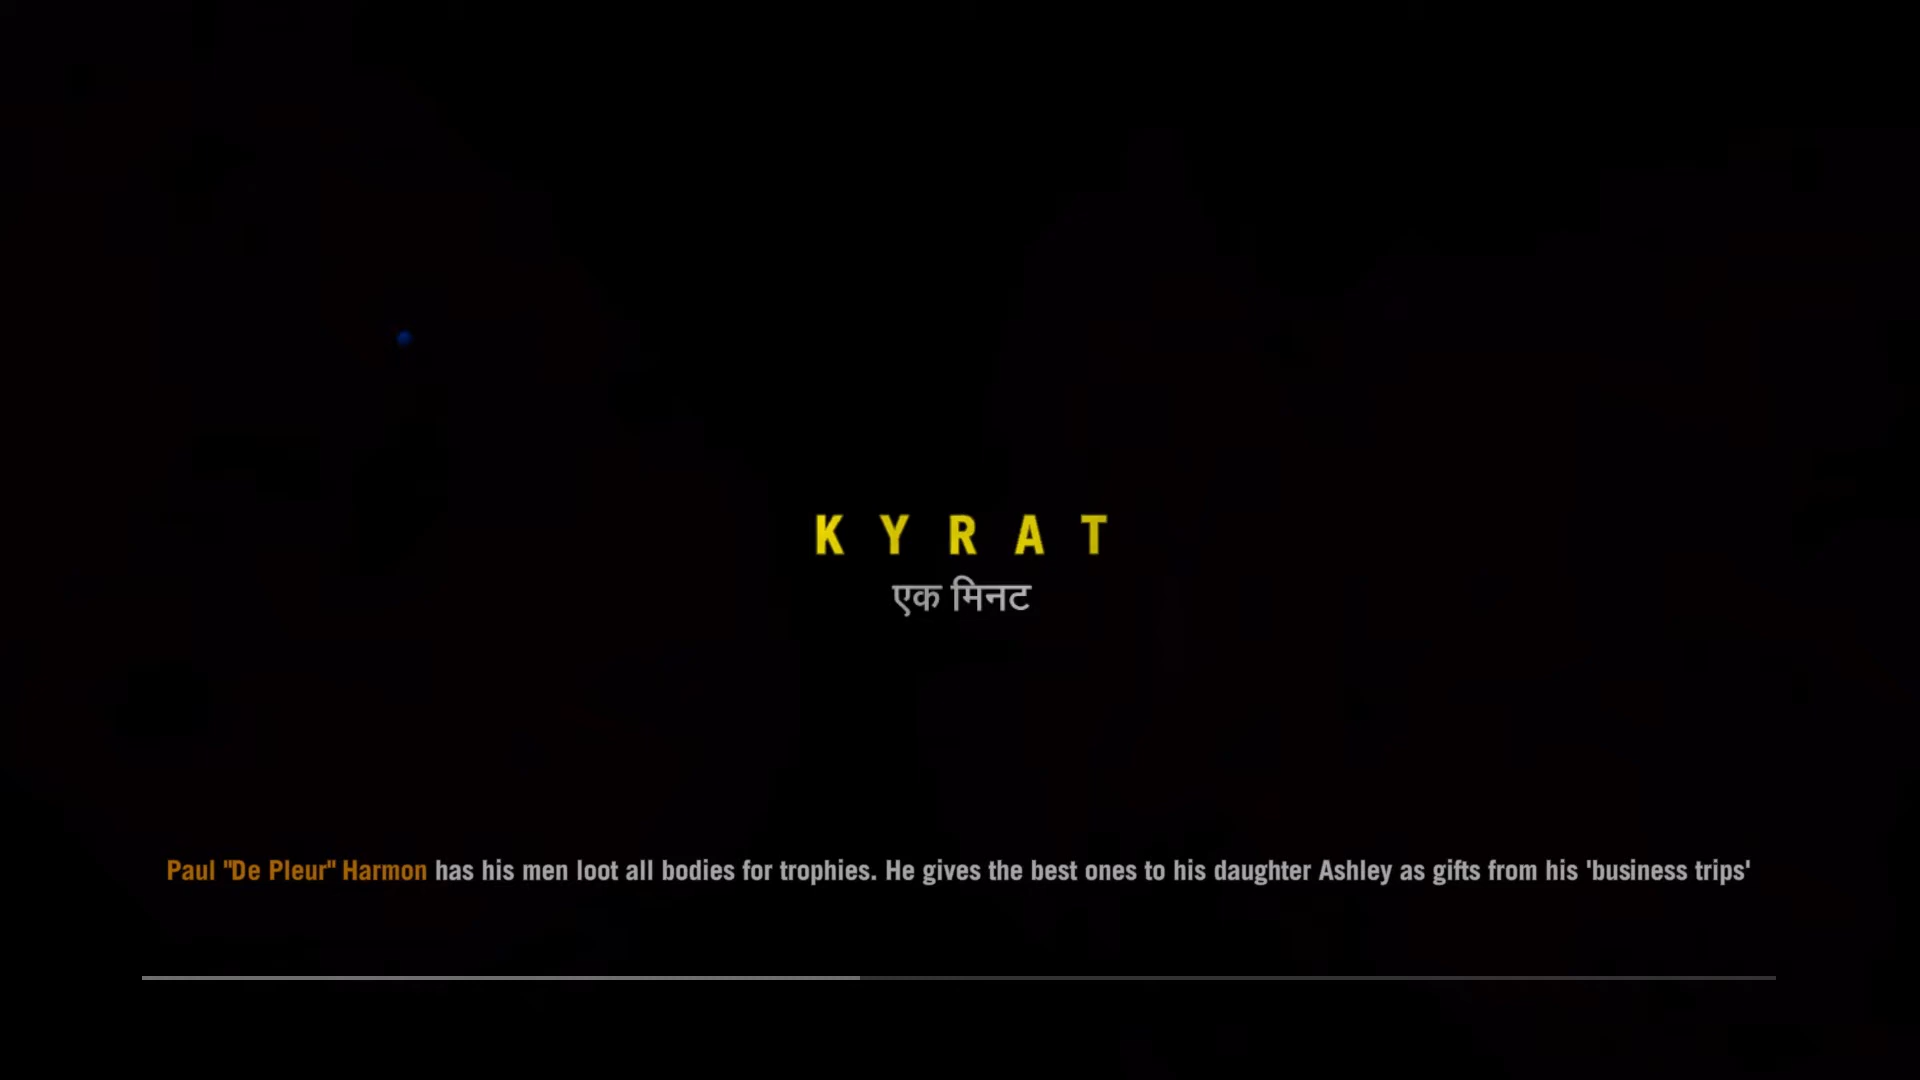 KYRAT
एक मिनट
Paul "De Pleur" Harmon has his men loot all bodies for trophies. He gives the best ones to his daughter Ashley as gifts from his 'business trips'